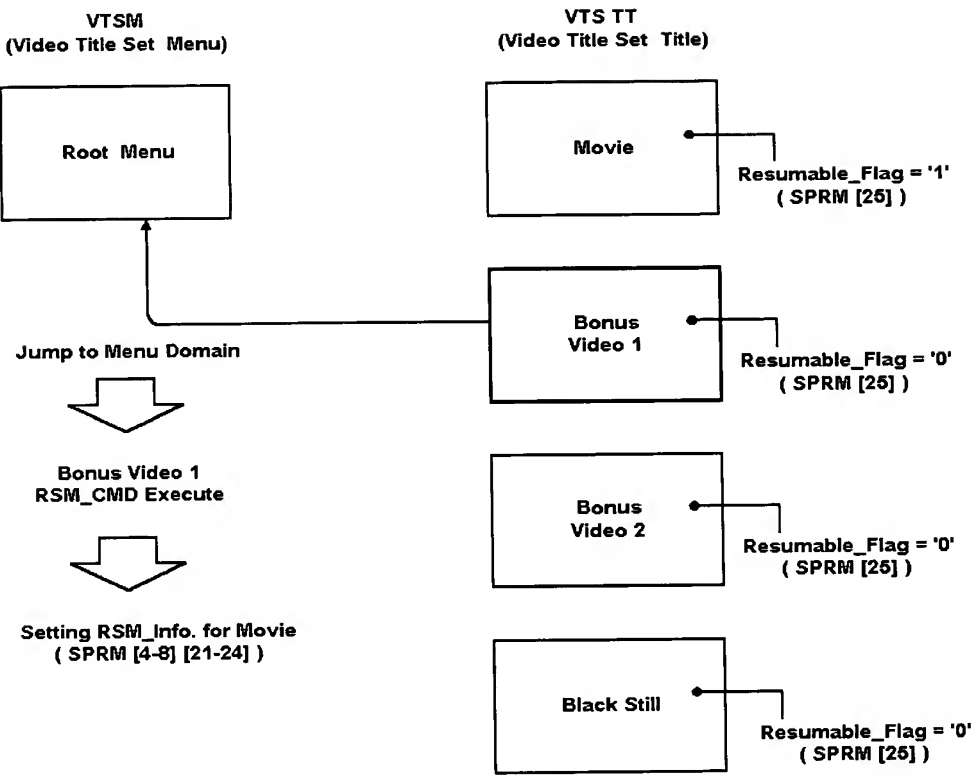 VTSM
(Video Title Set Menu)
Root Menu
Jump to Menu Domain
Bonus Video 1
RSM_CMD Execute
Setting RSM_Info. for Movie
( SPRM [4-8] [21-24] )
VTS TT
(Video Title Set Title)
Movie
Resumable_Flag = '1'
( SPRM [25] )
Bonus
Video 1
Resumable_Flag = '0'
( SPRM [25] )
Bonus
Video 2
Resumable_Flag = '0'
( SPRM [25] )
Black Still
Resumable_Flag = '0'
( SPRM [25] )